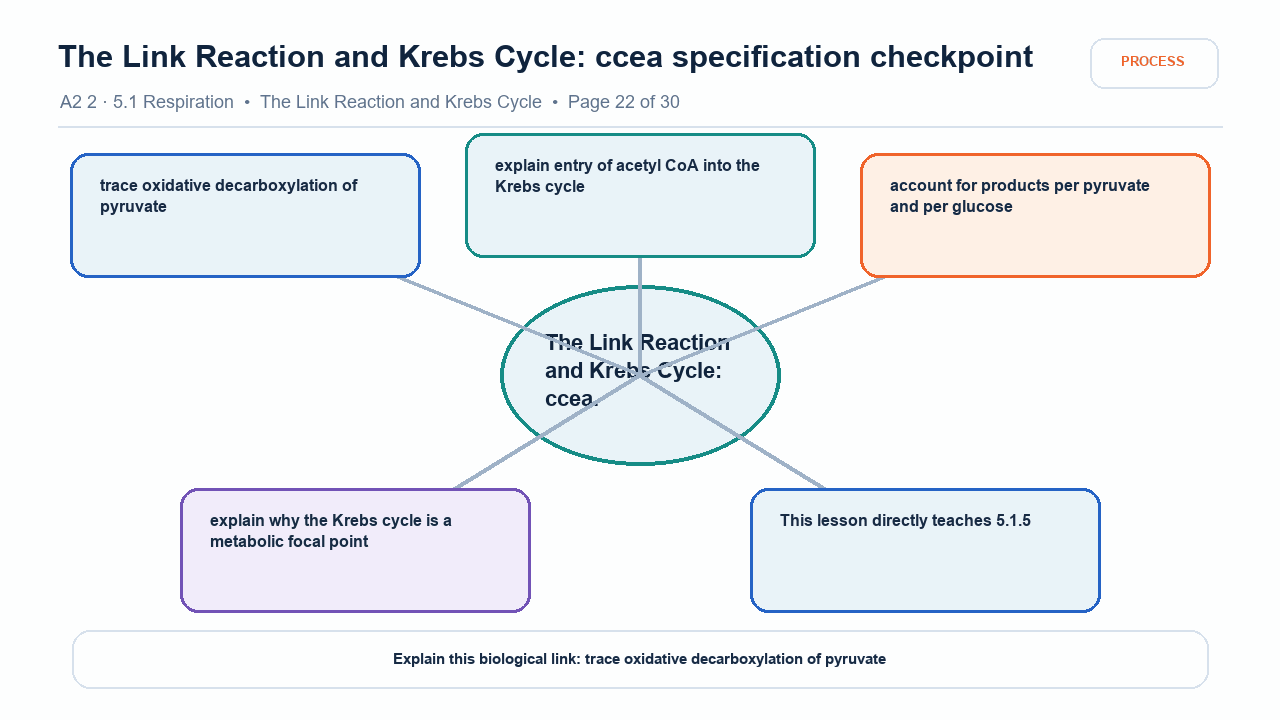 The Link Reaction and Krebs Cycle: ccea specification checkpoint
PROCESS
A2 2 · 5.1 Respiration • The Link Reaction and Krebs Cycle • Page 22 of 30
trace oxidative decarboxylation of
pyruvate
explain entry of acetyl CoA into the
Krebs cycle
account for products per pyruvate
and per glucose
The Link Reaction
and Krebs Cycle:
ccea.
explain why the Krebs cycle is a
metabolic focal point
This lesson directly teaches 5.1.5
Explain this biological link: trace oxidative decarboxylation of pyruvate